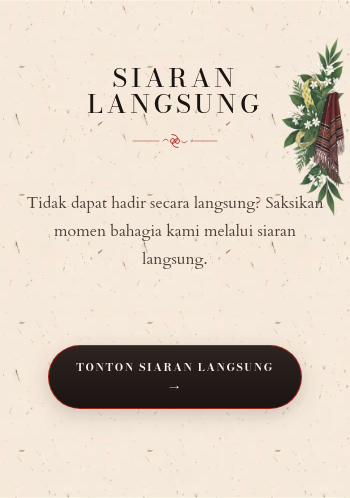 SIARAN
LANGSUNG
Tidak dapat hadir secara langsung? Saksikan
momen bahagia kami melalui siaran
langsung.
TONTON SIARAN LANGSUNG
→